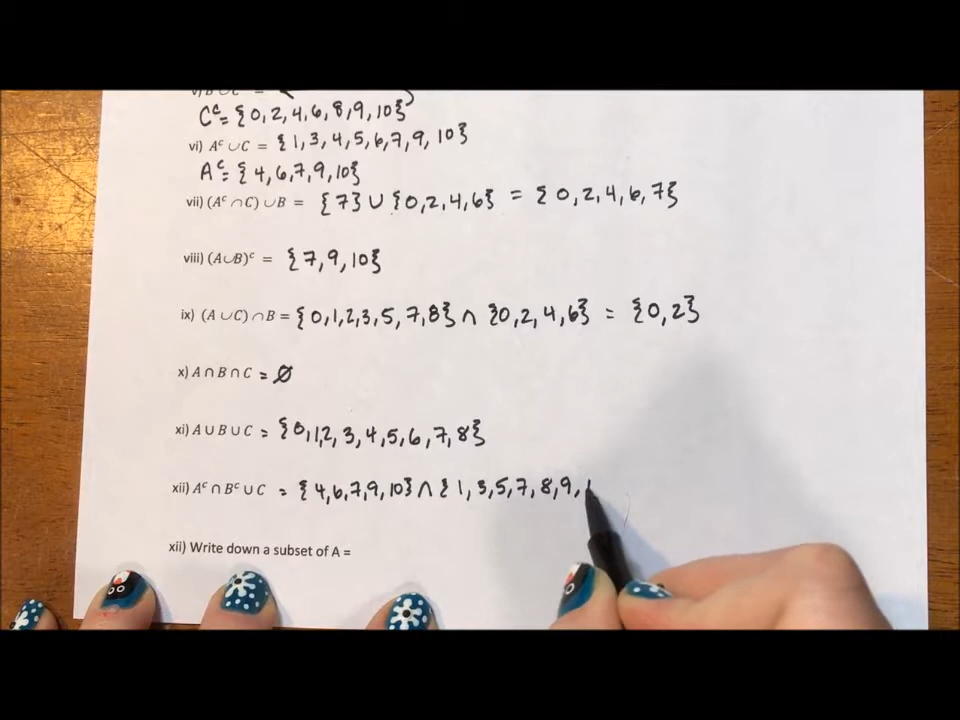 v) B ∪ C =
Cᶜ = {0,2,4,6,8,9,10}
vi) Aᶜ ∪ C = {1,3,4,5,6,7,9,10}
Aᶜ = {4,6,7,9,10}
vii) (Aᶜ ∩ C) ∪ B = {7} ∪ {0,2,4,6} = {0,2,4,6,7}
viii) (A∪B)ᶜ = {7,9,10}
ix) (A ∪ C) ∩ B = {0,1,2,3,5,7,8} ∩ {0,2,4,6} = {0,2}
x) A ∩ B ∩ C = ∅
xi) A ∪ B ∪ C = {0,1,2,3,4,5,6,7,8}
xii) Aᶜ ∩ Bᶜ ∪ C = {4,6,7,9,10} ∩ {1,3,5,7,8,9,1
xii) Write down a subset of A =